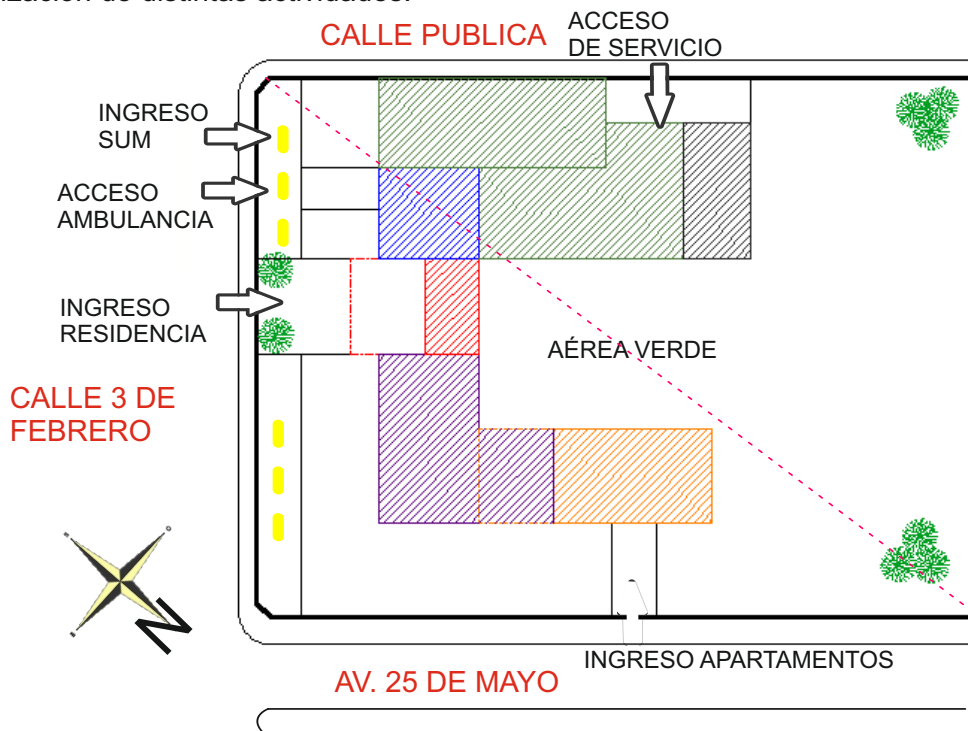 CALLE PUBLICA
ACCESO
DE SERVICIO
INGRESO
SUM
ACCESO
AMBULANCIA
INGRESO
RESIDENCIA
AÉREA VERDE
CALLE 3 DE
FEBRERO
N
INGRESO APARTAMENTOS
AV. 25 DE MAYO